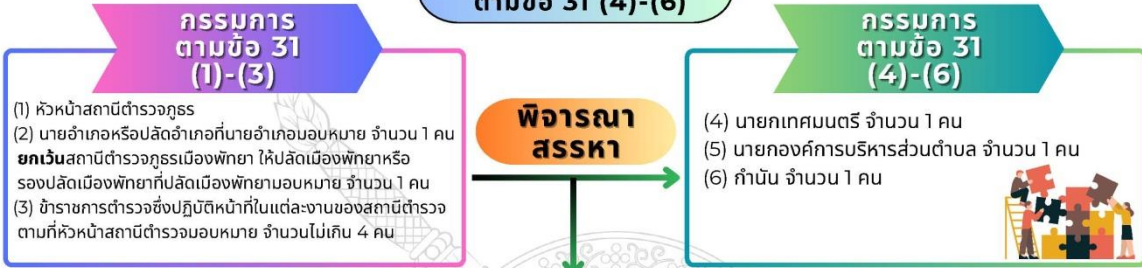 ตามข้อ 31 (4)-(6)
กรรมการ
ตามข้อ 31
(1)-(3)
(1) หัวหน้าสถานีตำรวจภูธร
(2) นายอำเภอหรือปลัดอำเภอที่นายอำเภอมอบหมาย จำนวน 1 คน
ยกเว้นสถานีตำรวจภูธรเมืองพัทยา ให้ปลัดเมืองพัทยาหรือ
รองปลัดเมืองพัทยาที่ปลัดเมืองพัทยามอบหมาย จำนวน 1 คน
(3) ข้าราชการตำรวจซึ่งปฏิบัติหน้าที่ในแต่ละงานของสถานีตำรวจ
ตามที่หัวหน้าสถานีตำรวจมอบหมาย จำนวนไม่เกิน 4 คน
พิจารณา
สรรหา
กรรมการ
ตามข้อ 31
(4)-(6)
(4) นายกเทศมนตรี จำนวน 1 คน
(5) นายกองค์การบริหารส่วนตำบล จำนวน 1 คน
(6) กำนัน จำนวน 1 คน